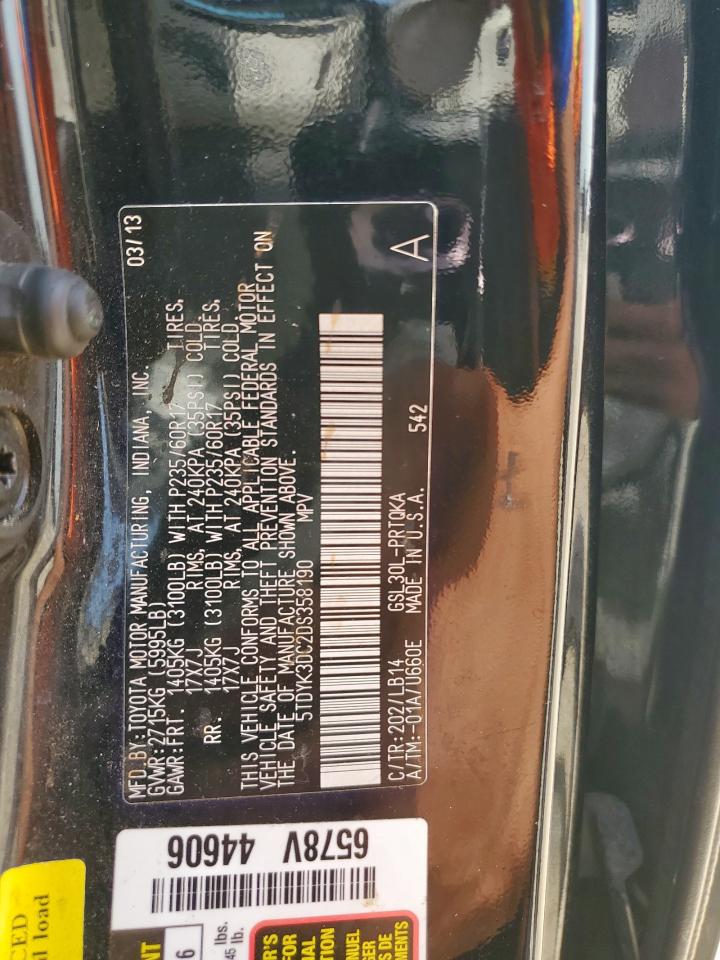 MFD.BY:TOYOTA MOTOR MANUFACTURING, INDIANA, INC. 03/13
GVWR:2715KG (5995LB)
GAWR:FRT. 1405KG (3100LB) WITH P235/60R17 TIRES,
17X7J RIMS, AT 240KPA (35PSI) COLD.
RR. 1405KG (3100LB) WITH P235/60R17 TIRES,
17X7J RIMS, AT 240KPA (35PSI) COLD.
THIS VEHICLE CONFORMS TO ALL APPLICABLE FEDERAL MOTOR
VEHICLE SAFETY AND THEFT PREVENTION STANDARDS IN EFFECT ON
THE DATE OF MANUFACTURE SHOWN ABOVE.
5TDYK3DC2DS358190 MPV
C/TR:202/LB14 GSL30L-PRTQKA
A/TM:-01A/U660E MADE IN U.S.A. 542 A
6578V 44606
lbs.
lb.
load